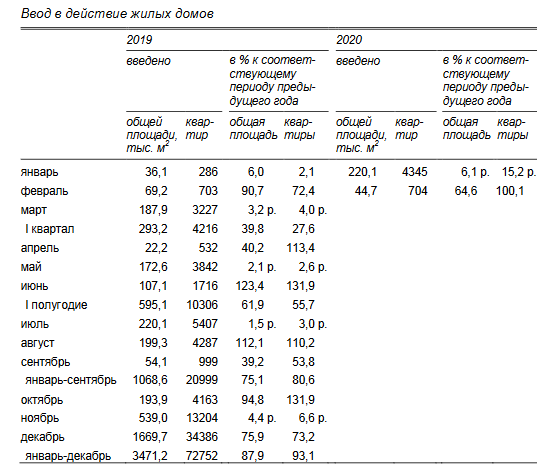 Ввод в действие жилых домов
2019 2020
введено в % к соответ- введено в % к соответ-
ствующему ствующему
периоду преды- периоду преды-
дущего года дущего года
общей квар- общая квар- общей квар- общая квар-
площади, тир площадь тиры площади, тир площадь тиры
тыс. м² тыс. м²
январь 36,1 286 6,0 2,1 220,1 4345 6,1 р. 15,2 р.
февраль 69,2 703 90,7 72,4 44,7 704 64,6 100,1
март 187,9 3227 3,2 р. 4,0 р.
I квартал 293,2 4216 39,8 27,6
апрель 22,2 532 40,2 113,4
май 172,6 3842 2,1 р. 2,6 р.
июнь 107,1 1716 123,4 131,9
I полугодие 595,1 10306 61,9 55,7
июль 220,1 5407 1,5 р. 3,0 р.
август 199,3 4287 112,1 110,2
сентябрь 54,1 999 39,2 53,8
январь-сентябрь 1068,6 20999 75,1 80,6
октябрь 193,9 4163 94,8 131,9
ноябрь 539,0 13204 4,4 р. 6,6 р.
декабрь 1669,7 34386 75,9 73,2
январь-декабрь 3471,2 72752 87,9 93,1